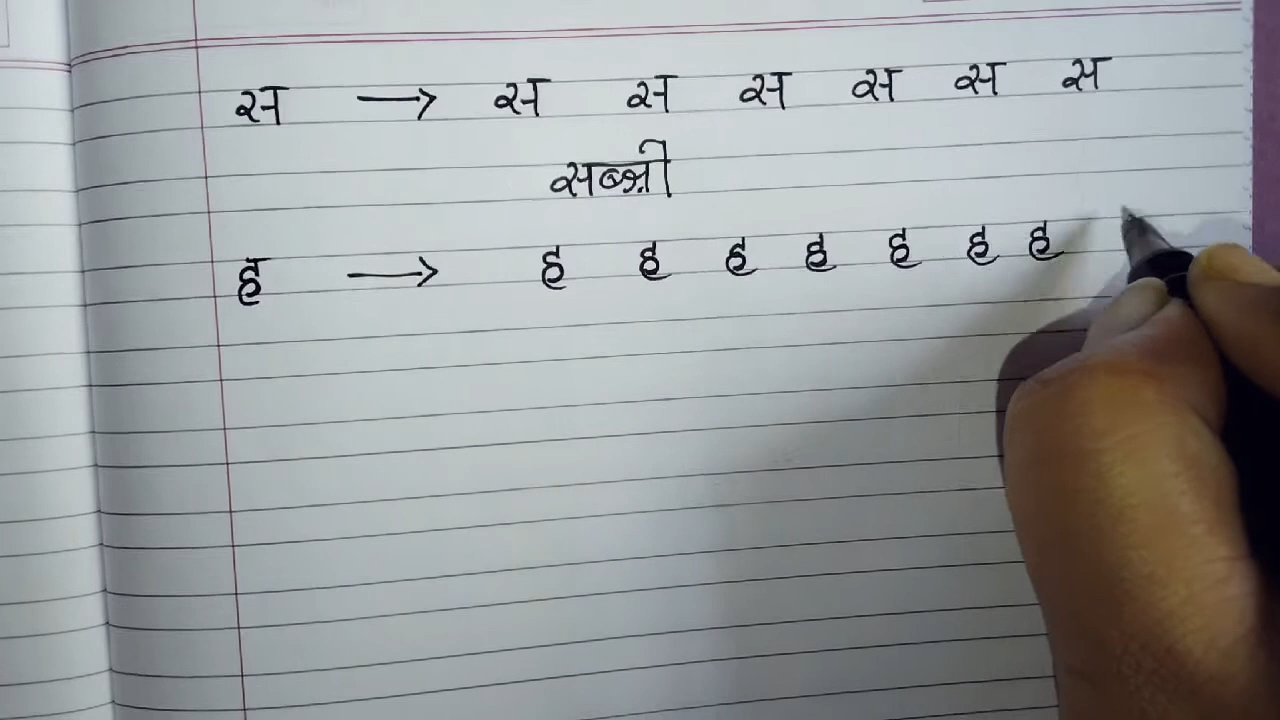 स → स स स स स स
सब्जी
ह → ह ह ह ह ह ह ह